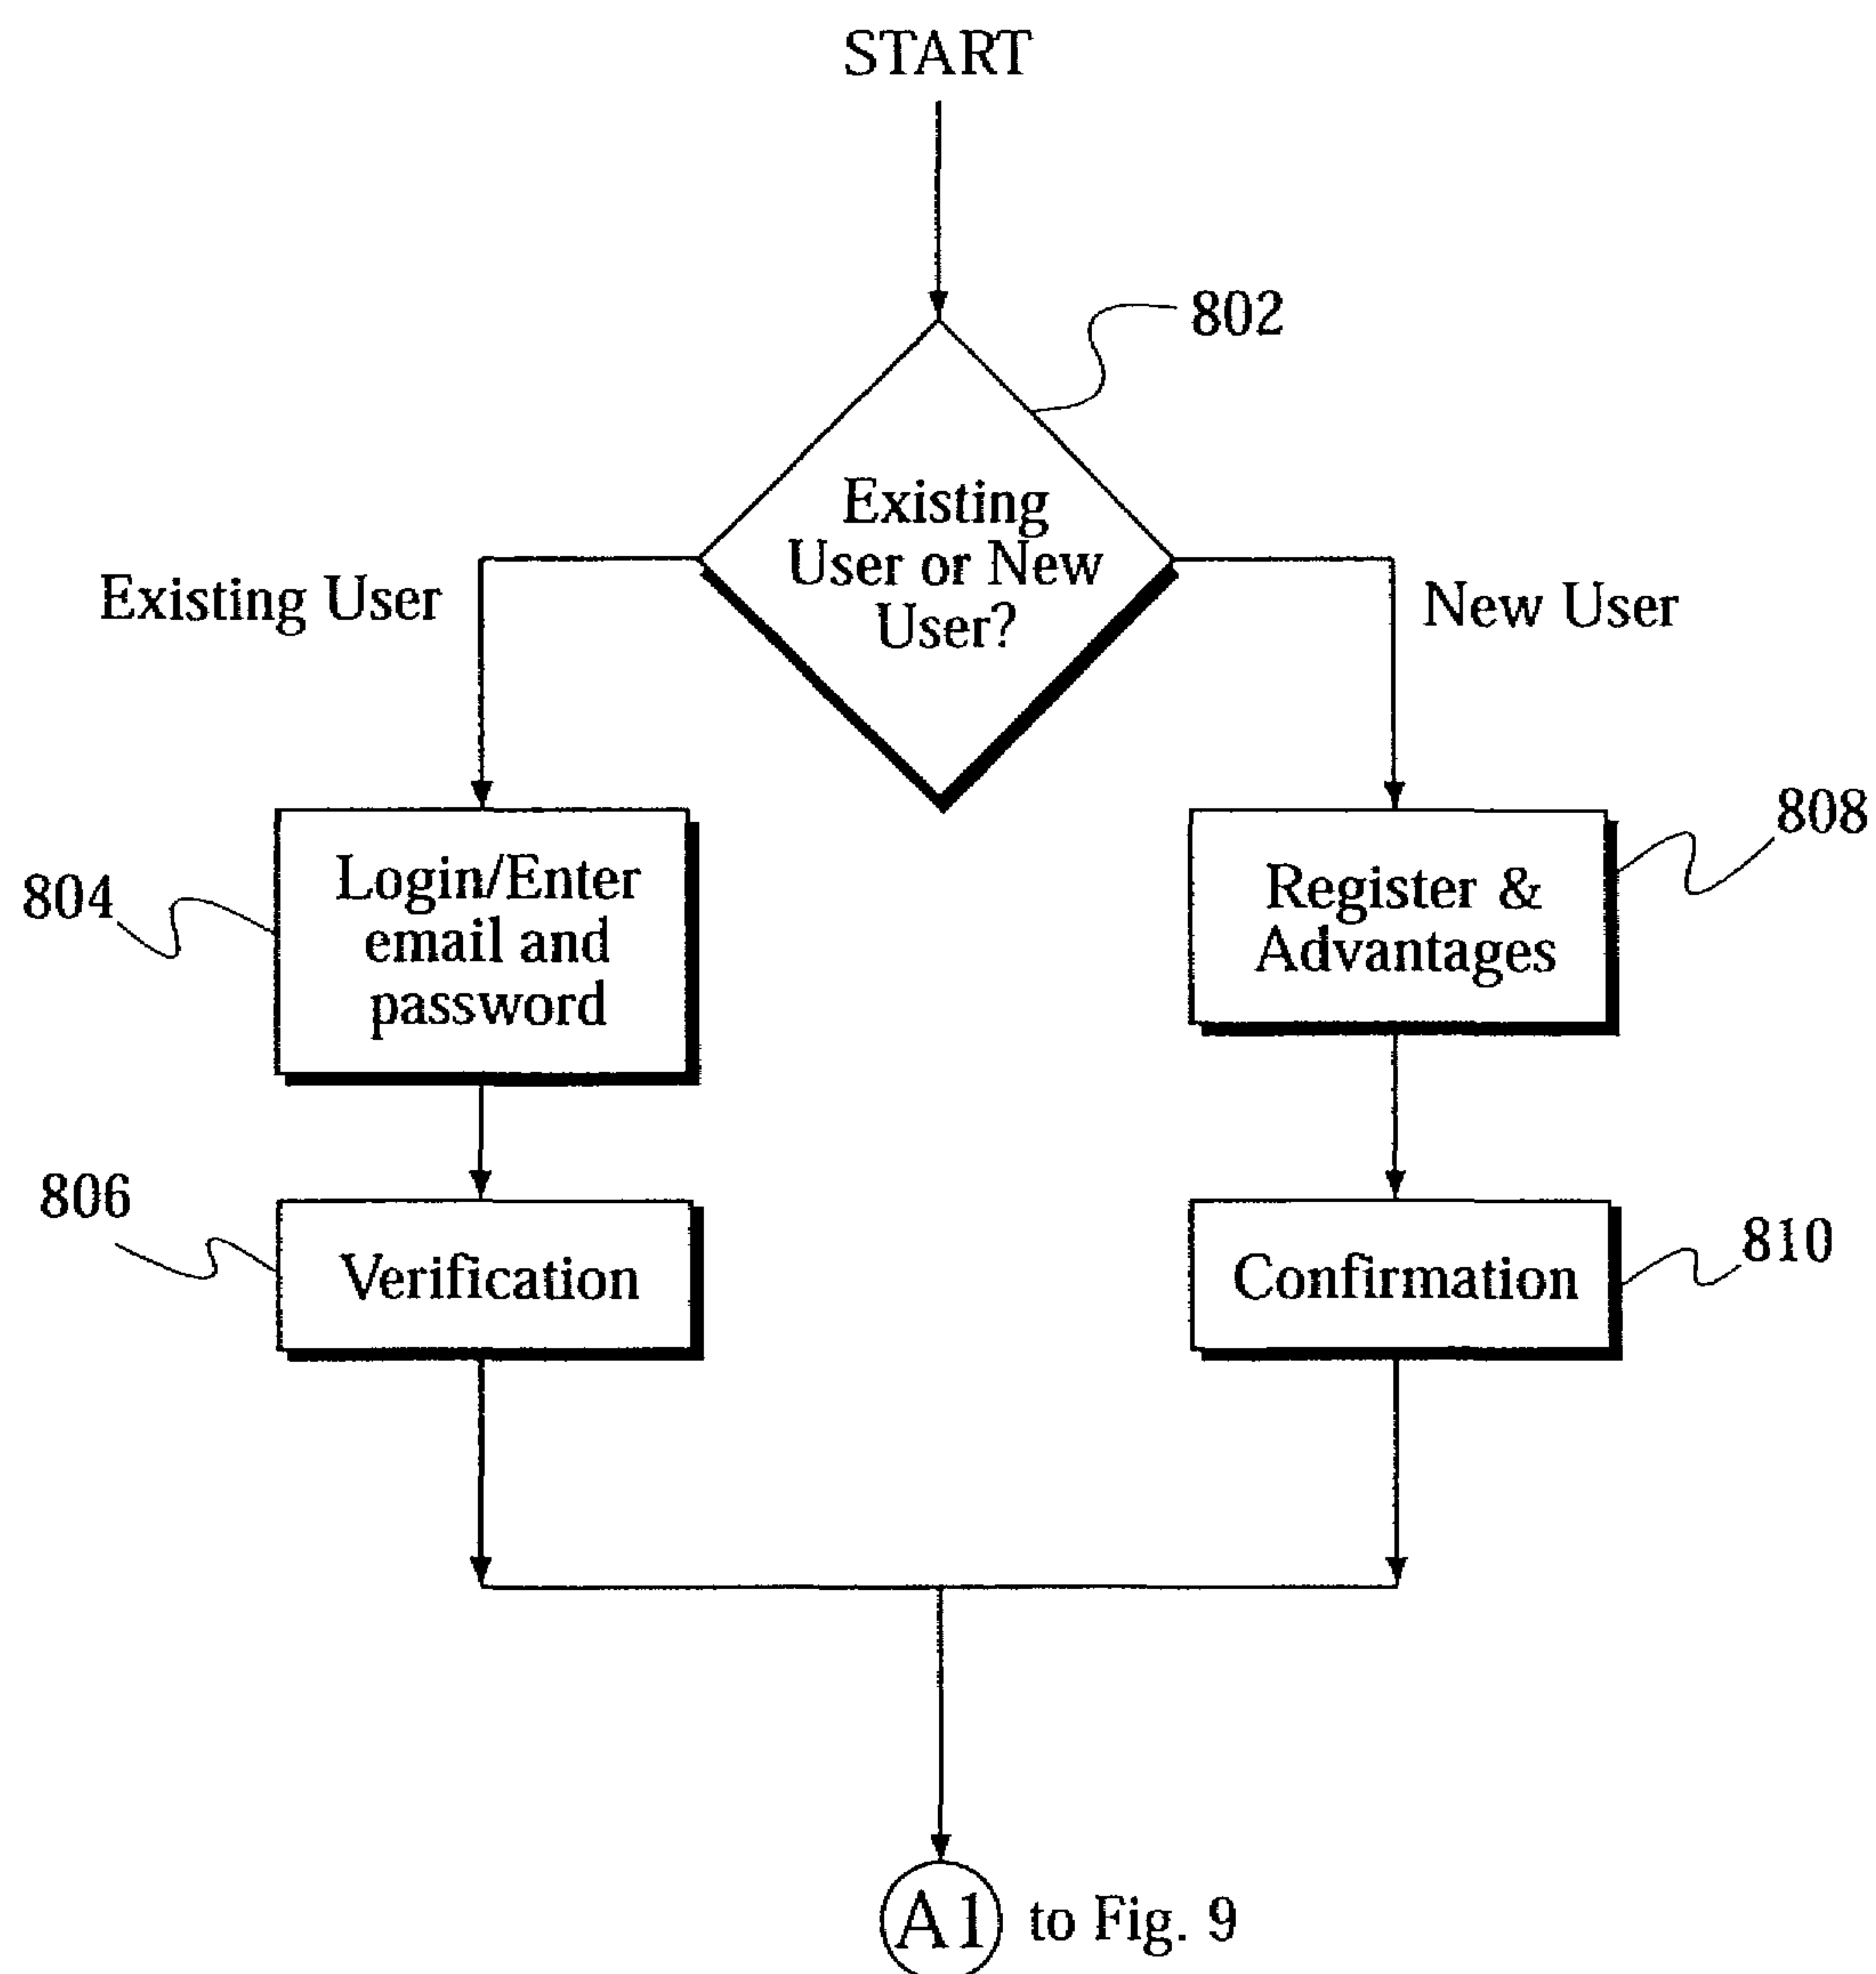 START
802
Existing
User or New
User?
Existing User
New User
804
Login/Enter
email and
password
808
Register &
Advantages
806
Verification
810
Confirmation
A1 to Fig. 9